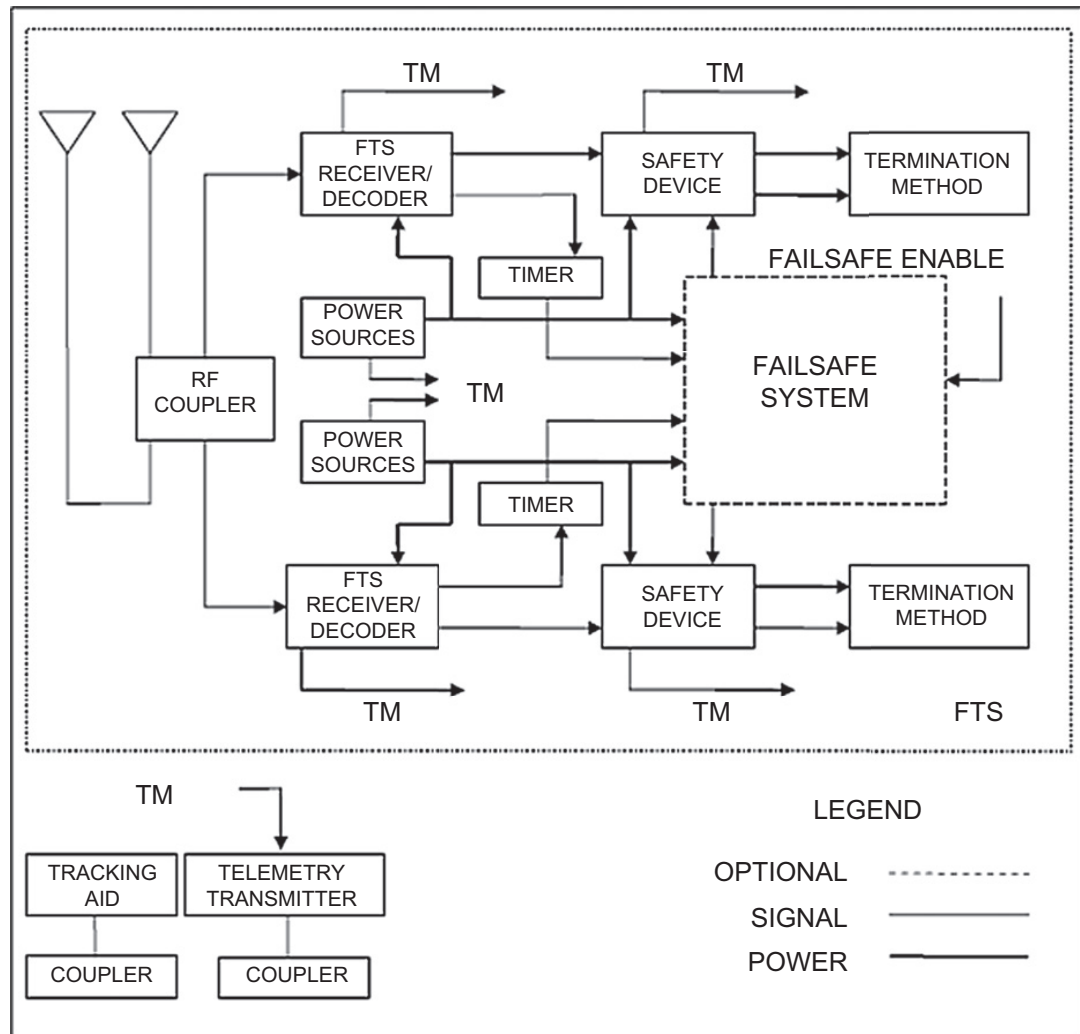 TM
TM
FTS
RECEIVER/
DECODER
SAFETY
DEVICE
TERMINATION
METHOD
TIMER
FAILSAFE ENABLE
POWER
SOURCES
RF
COUPLER
TM
FAILSAFE
SYSTEM
POWER
SOURCES
TIMER
FTS
RECEIVER/
DECODER
SAFETY
DEVICE
TERMINATION
METHOD
TM
TM
FTS
TM
TRACKING
AID
TELEMETRY
TRANSMITTER
COUPLER
COUPLER
LEGEND
OPTIONAL
SIGNAL
POWER